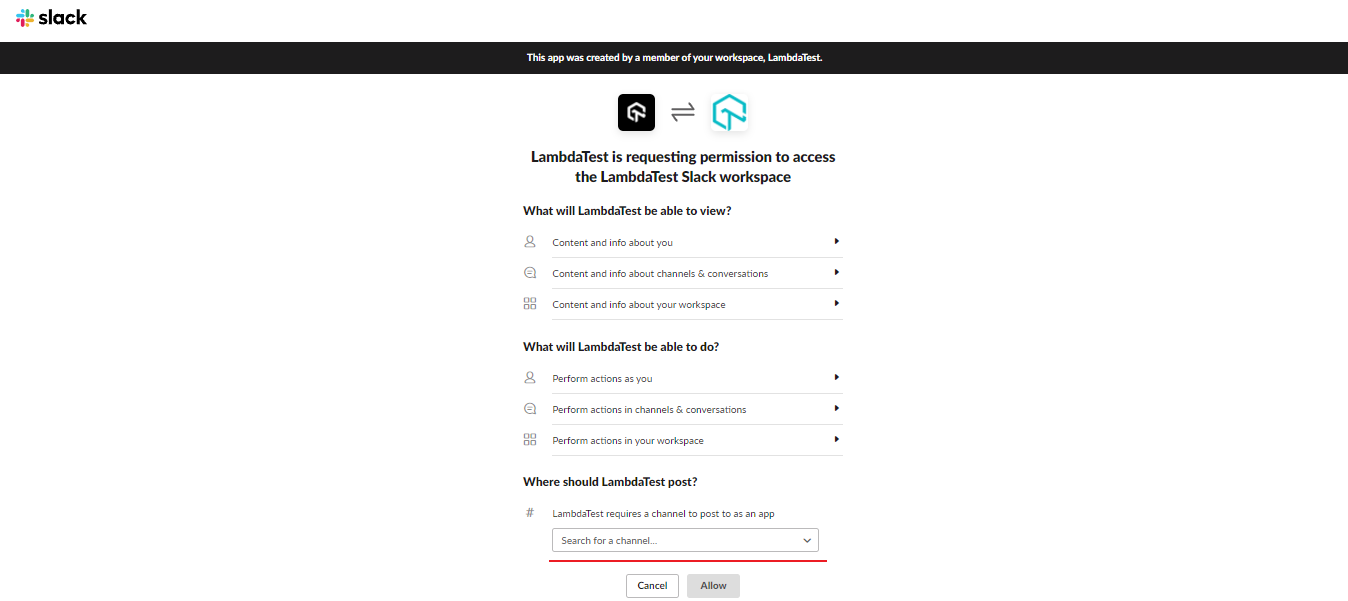 slack
This app was created by a member of your workspace, LambdaTest.
LambdaTest is requesting permission to access
the LambdaTest Slack workspace
What will LambdaTest be able to view?
Content and info about you
Content and info about channels & conversations
Content and info about your workspace
What will LambdaTest be able to do?
Perform actions as you
Perform actions in channels & conversations
Perform actions in your workspace
Where should LambdaTest post?
# LambdaTest requires a channel to post to as an app
Search for a channel...
Cancel Allow